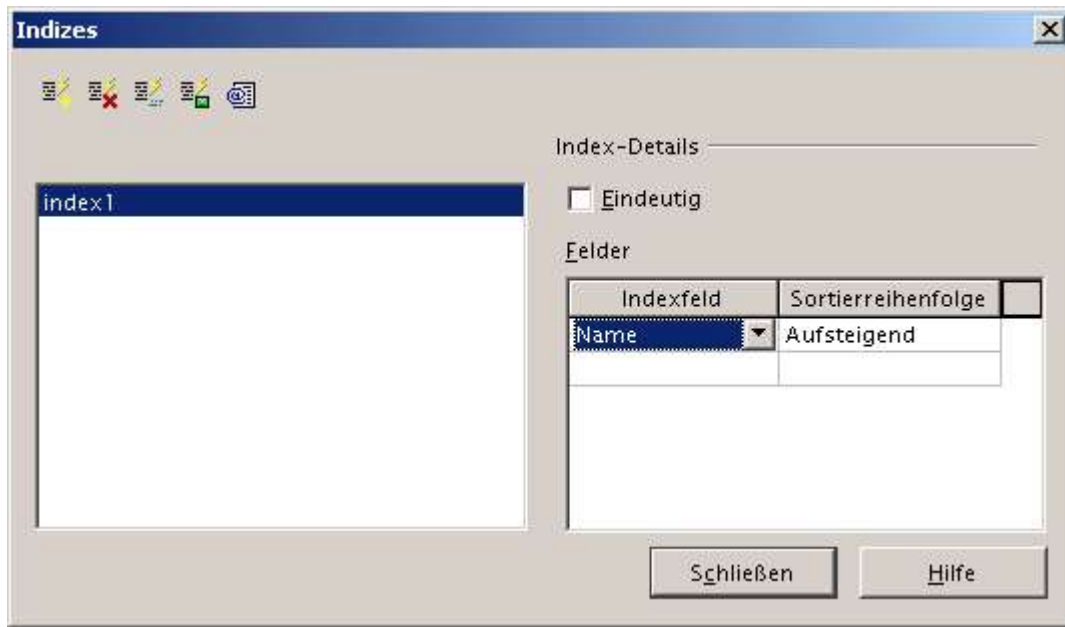 Indizes
Index-Details
index1
Eindeutig
Felder
Indexfeld Sortierreihenfolge
Name Aufsteigend
Schließen Hilfe